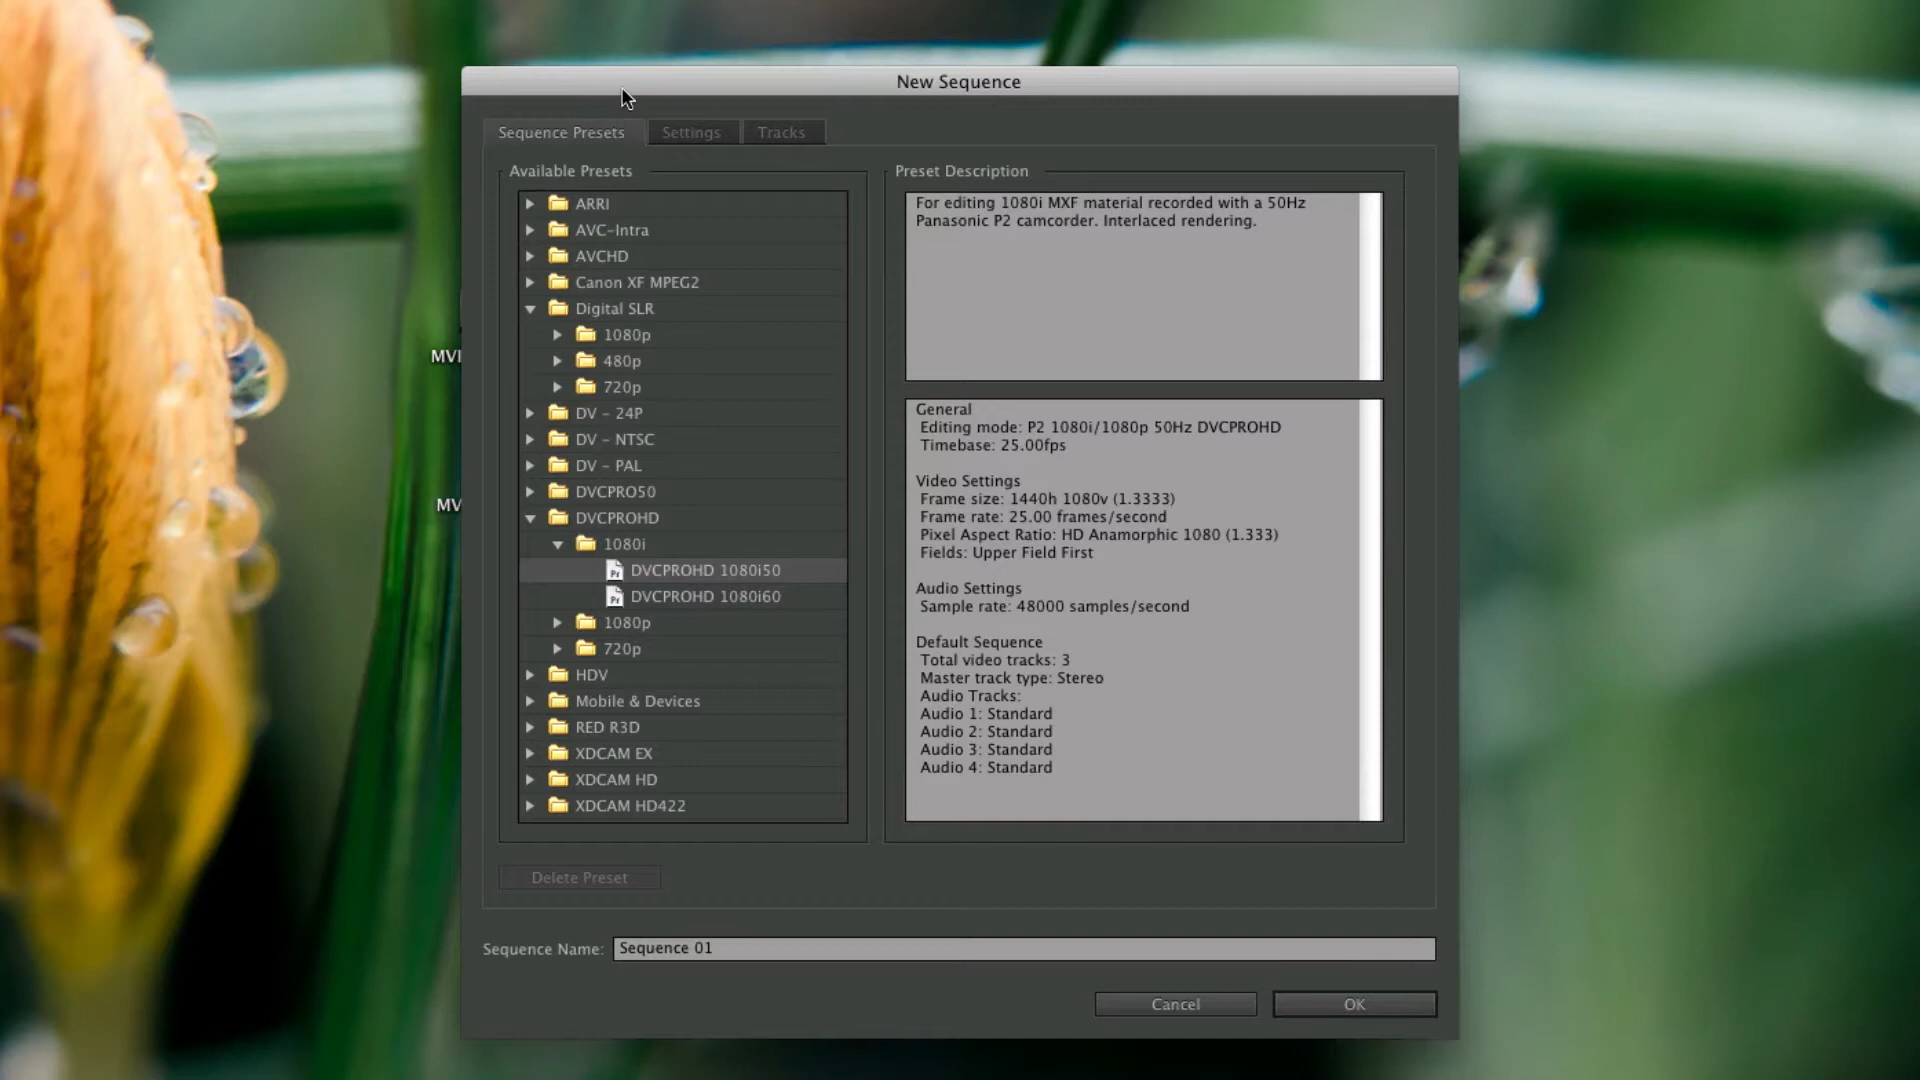 New Sequence
Sequence Presets
Settings
Tracks
Available Presets
ARRI
AVC-Intra
AVCHD
Canon XF MPEG2
Digital SLR
1080p
480p
720p
DV - 24P
DV - NTSC
DV - PAL
DVCPRO50
DVCPROHD
1080i
Pr DVCPROHD 1080i50
Pr DVCPROHD 1080i60
1080p
720p
HDV
Mobile & Devices
RED R3D
XDCAM EX
XDCAM HD
XDCAM HD422
Preset Description
For editing 1080i MXF material recorded with a 50Hz
Panasonic P2 camcorder. Interlaced rendering.
General
Editing mode: P2 1080i/1080p 50Hz DVCPROHD
Timebase: 25.00fps
Video Settings
Frame size: 1440h 1080v (1.3333)
Frame rate: 25.00 frames/second
Pixel Aspect Ratio: HD Anamorphic 1080 (1.333)
Fields: Upper Field First
Audio Settings
Sample rate: 48000 samples/second
Default Sequence
Total video tracks: 3
Master track type: Stereo
Audio Tracks:
Audio 1: Standard
Audio 2: Standard
Audio 3: Standard
Audio 4: Standard
Delete Preset
Sequence Name: Sequence 01
Cancel
OK